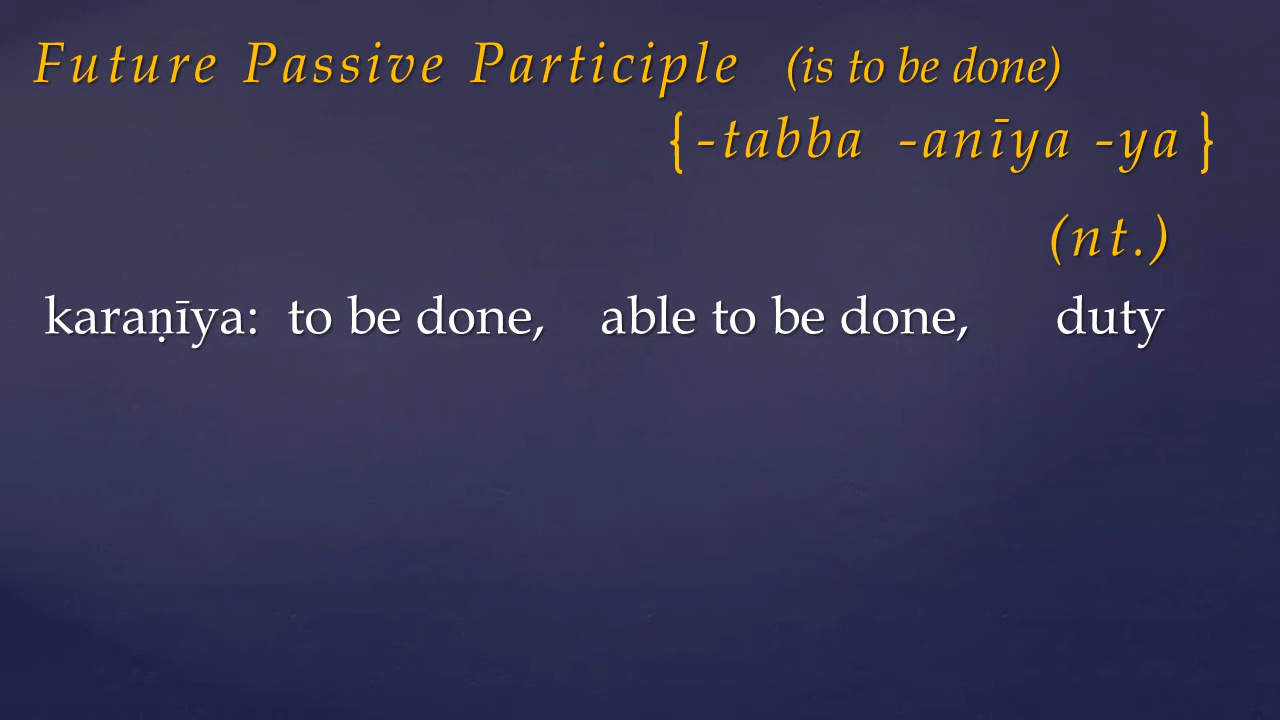 Future Passive Participle (is to be done)
{-tabba -anīya -ya }
(nt.)
karaṇīya: to be done, able to be done, duty